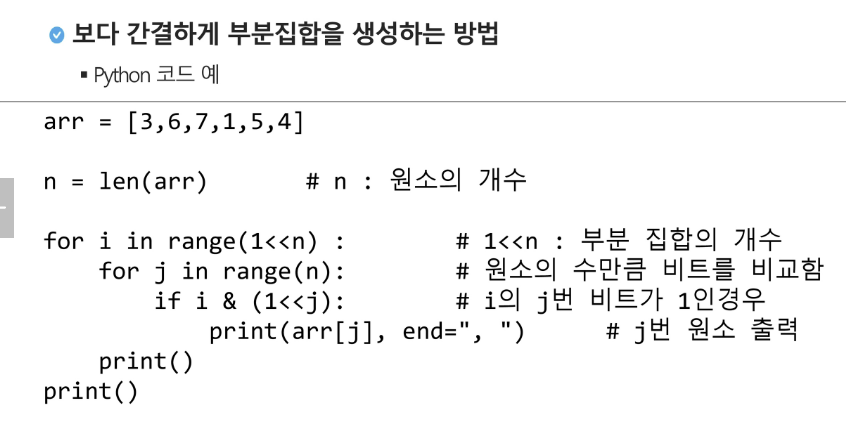 보다 간결하게 부분집합을 생성하는 방법
▪ Python 코드 예
arr = [3,6,7,1,5,4]
n = len(arr)       # n : 원소의 개수
for i in range(1<<n) :        # 1<<n : 부분 집합의 개수
    for j in range(n):        # 원소의 수만큼 비트를 비교함
        if i & (1<<j):        # i의 j번 비트가 1인경우
            print(arr[j], end=", ")      # j번 원소 출력
    print()
print()